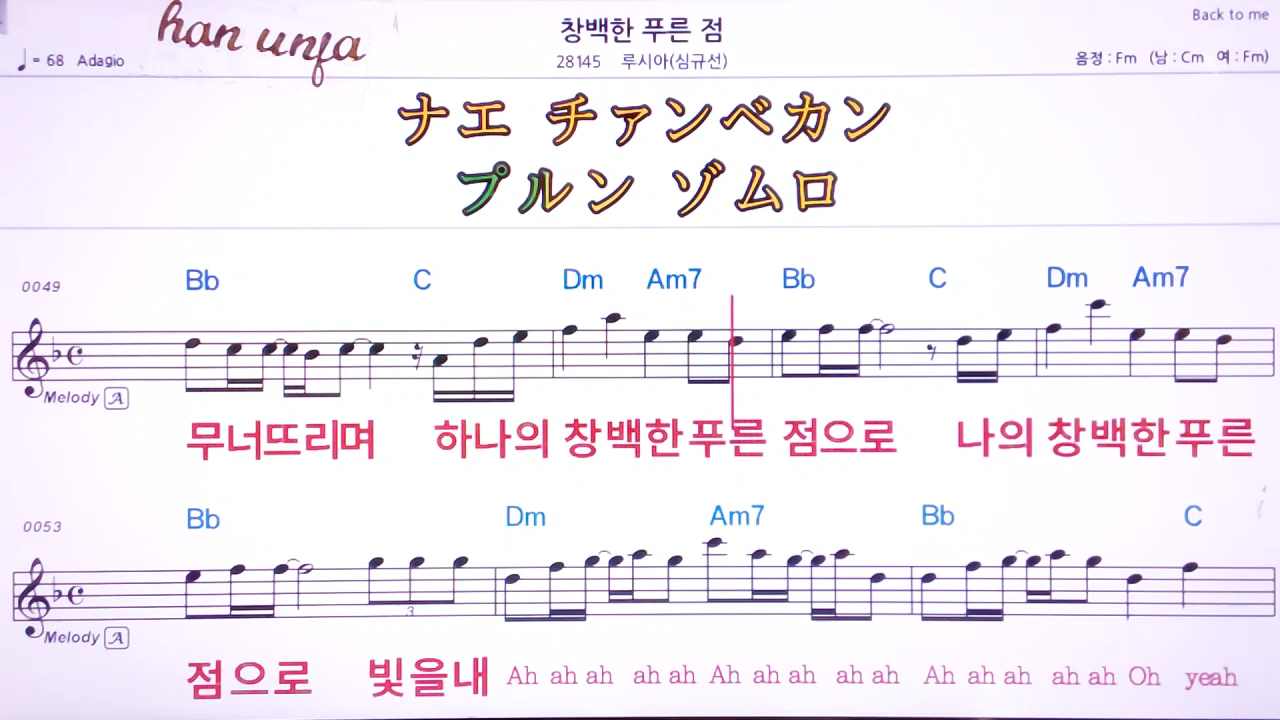 han unfa
창백한 푸른 점
Back to me
♩= 68 Adagio
28145 루시아(심규선)
음정 : Fm (남 : Cm 여 : Fm)
ナエ チァンベカン
プルン ゾムロ
0049 Bb C Dm Am7 Bb C Dm Am7
Melody A
무너뜨리며 하나의 창백한푸른 점으로 나의 창백한푸른
0053 Bb Dm Am7 Bb C
3
Melody A
점으로 빛을내 Ah ah ah ah ah Ah ah ah ah ah Ah ah ah ah ah Oh yeah